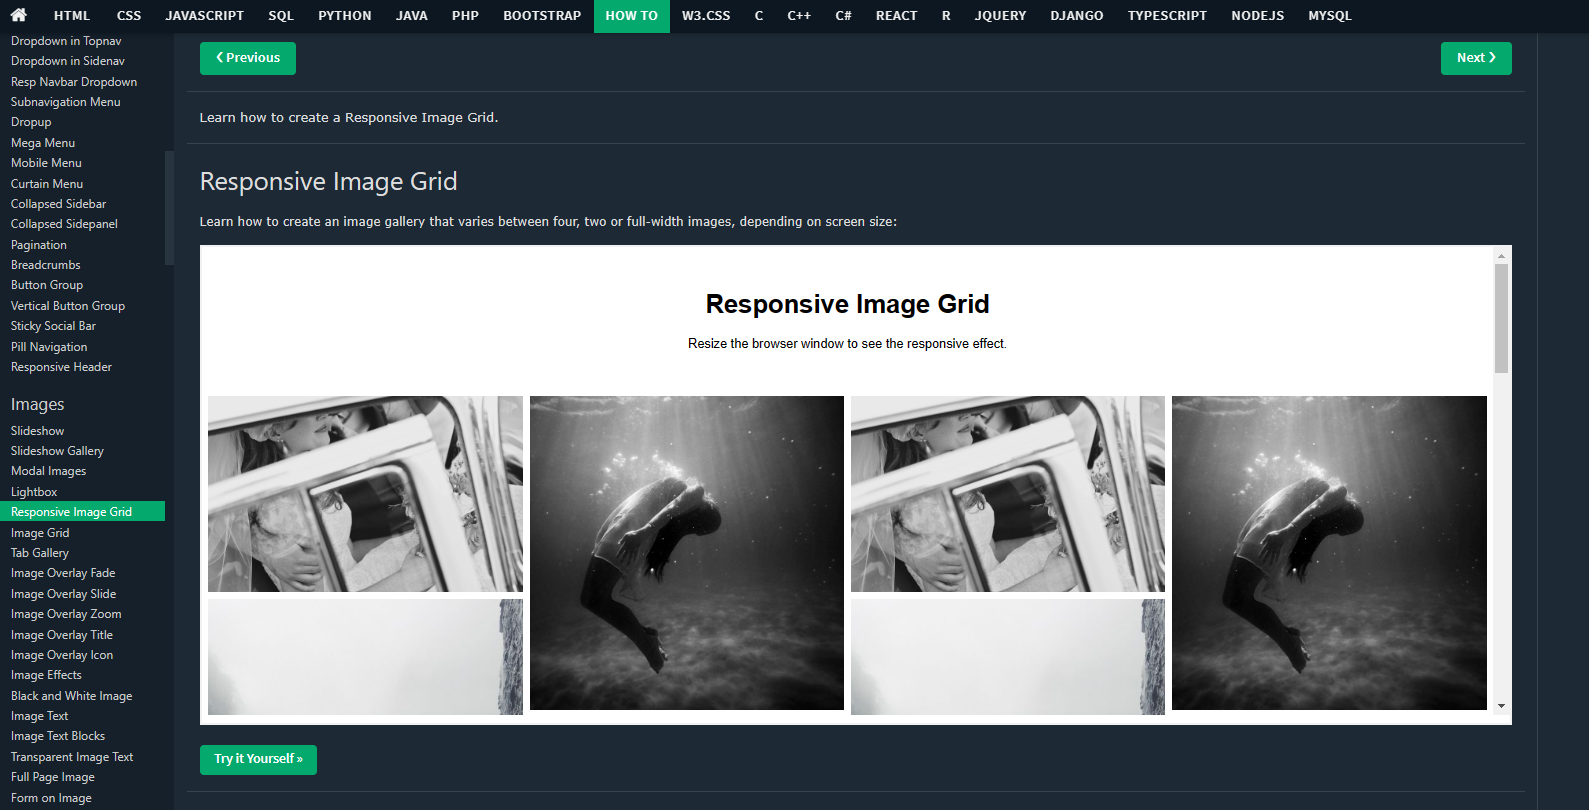 HTML CSS JAVASCRIPT SQL PYTHON JAVA PHP BOOTSTRAP HOW TO W3.CSS C C++ C# REACT R JQUERY DJANGO TYPESCRIPT NODEJS MYSQL
Dropdown in Topnav
Dropdown in Sidenav
Resp Navbar Dropdown
Subnavigation Menu
Dropup
Mega Menu
Mobile Menu
Curtain Menu
Collapsed Sidebar
Collapsed Sidepanel
Pagination
Breadcrumbs
Button Group
Vertical Button Group
Sticky Social Bar
Pill Navigation
Responsive Header
Images
Slideshow
Slideshow Gallery
Modal Images
Lightbox
Responsive Image Grid
Image Grid
Tab Gallery
Image Overlay Fade
Image Overlay Slide
Image Overlay Zoom
Image Overlay Title
Image Overlay Icon
Image Effects
Black and White Image
Image Text
Image Text Blocks
Transparent Image Text
Full Page Image
Form on Image
❮ Previous
Next ❯
Learn how to create a Responsive Image Grid.
Responsive Image Grid
Learn how to create an image gallery that varies between four, two or full-width images, depending on screen size:
Responsive Image Grid
Resize the browser window to see the responsive effect.
Try it Yourself »